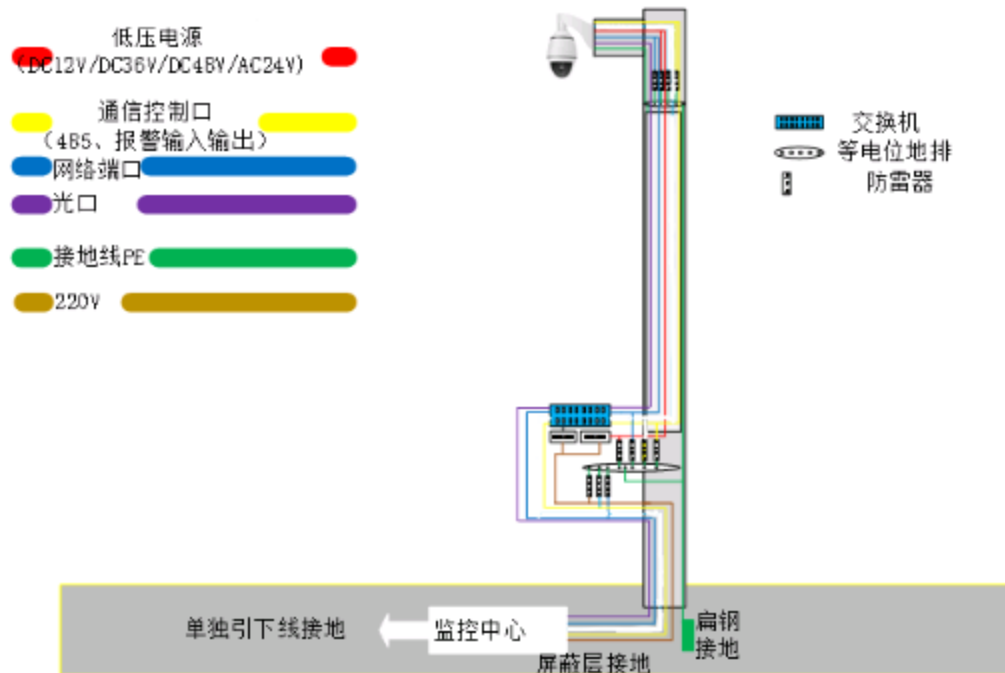 低压电源
(DC12V/DC36V/DC48V/AC24V)
通信控制口
(485、报警输入输出)
网络端口
光口
接地线PE
220V
交换机
等电位地排
防雷器
单独引下线接地
监控中心
扁钢
接地
屏蔽层接地